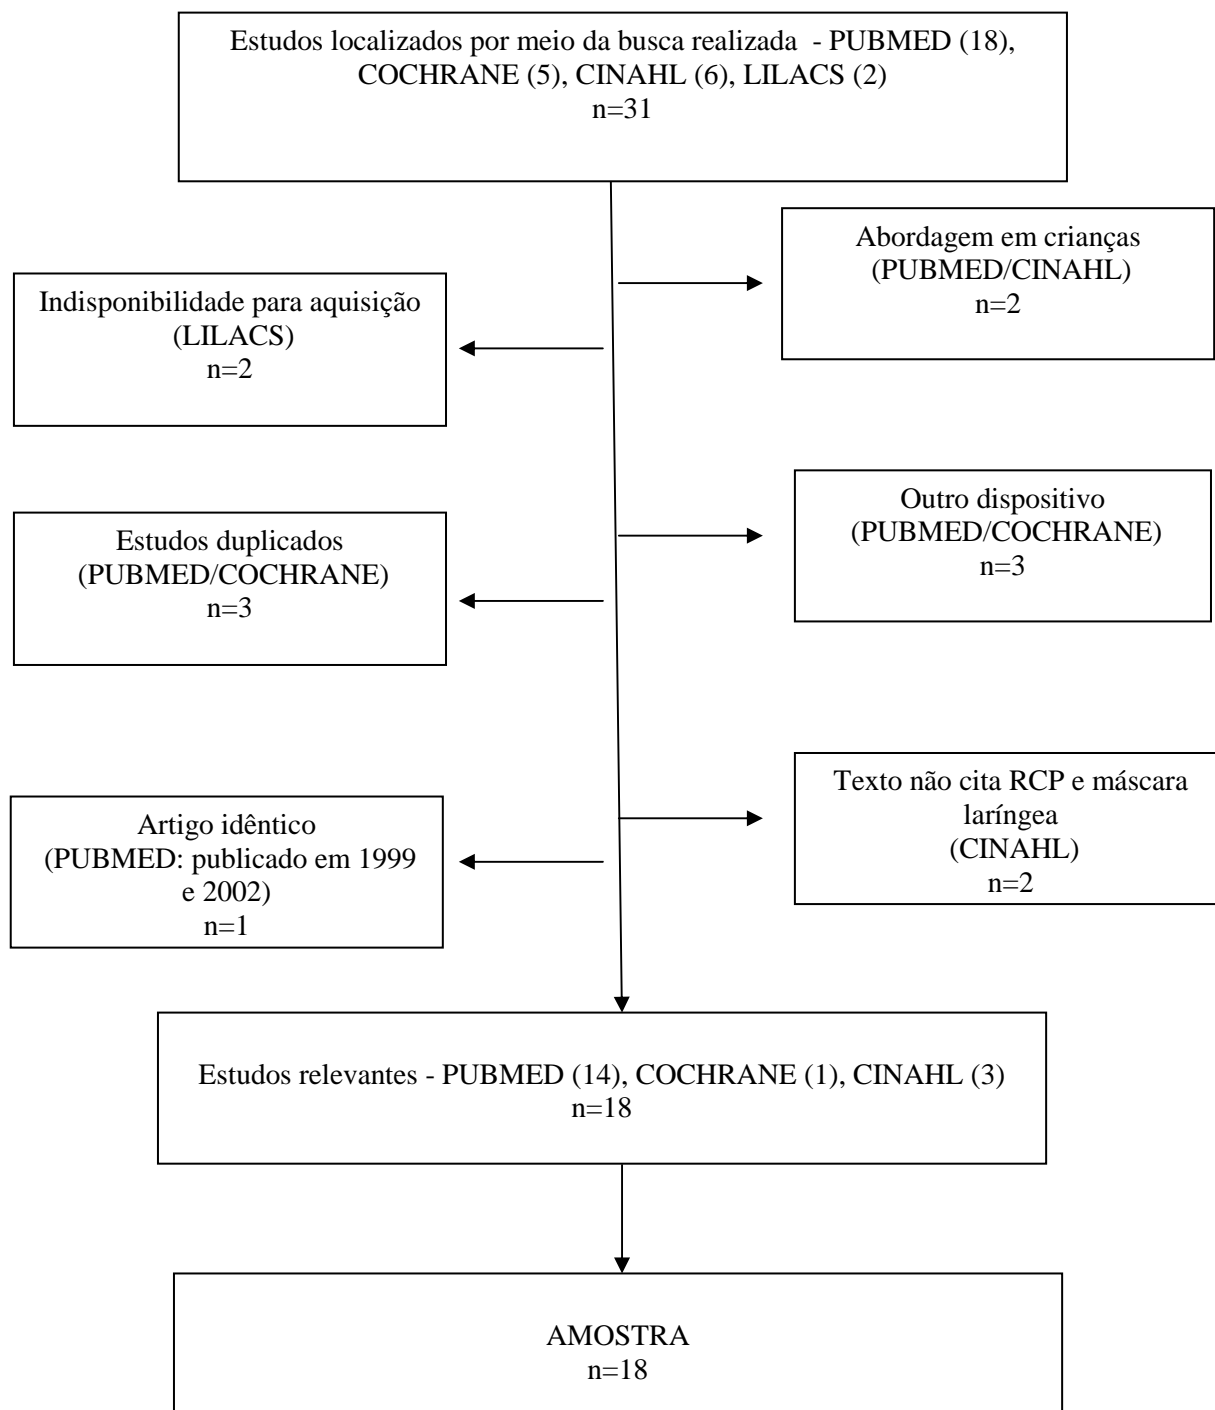 Estudos localizados por meio da busca realizada - PUBMED (18),
COCHRANE (5), CINAHL (6), LILACS (2)
n=31
Abordagem em crianças
(PUBMED/CINAHL)
n=2
Indisponibilidade para aquisição
(LILACS)
n=2
Outro dispositivo
(PUBMED/COCHRANE)
n=3
Estudos duplicados
(PUBMED/COCHRANE)
n=3
Texto não cita RCP e máscara
laríngea
(CINAHL)
n=2
Artigo idêntico
(PUBMED: publicado em 1999
e 2002)
n=1
Estudos relevantes - PUBMED (14), COCHRANE (1), CINAHL (3)
n=18
AMOSTRA
n=18